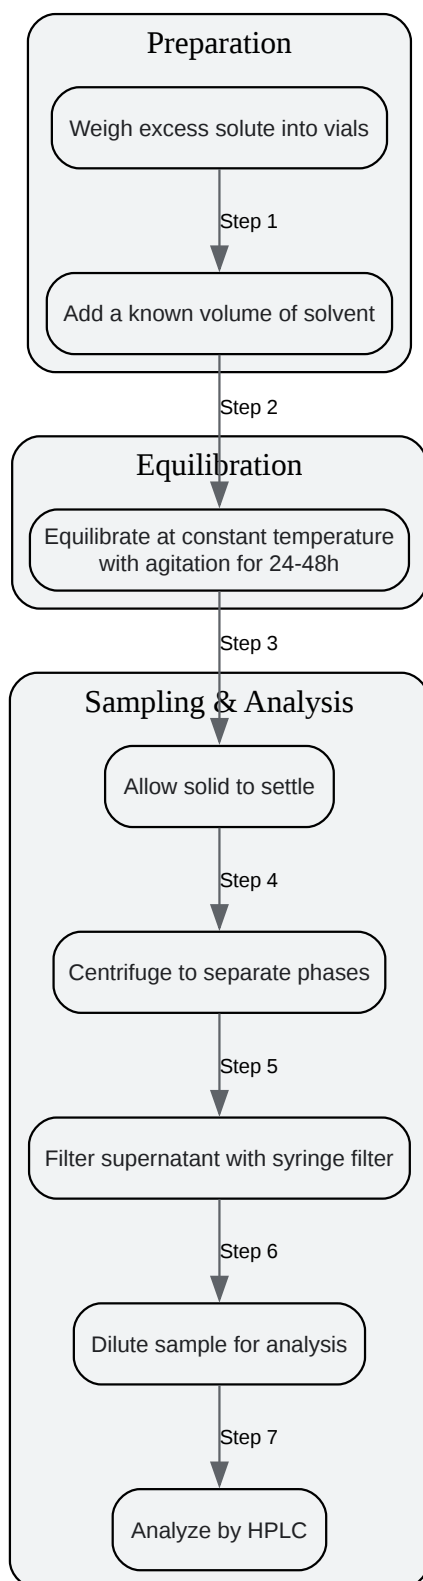 Preparation
Weigh excess solute into vials
Step 1
Add a known volume of solvent
Step 2
Equilibration
Equilibrate at constant temperature
with agitation for 24-48h
Step 3
Sampling & Analysis
Allow solid to settle
Step 4
Centrifuge to separate phases
Step 5
Filter supernatant with syringe filter
Step 6
Dilute sample for analysis
Step 7
Analyze by HPLC